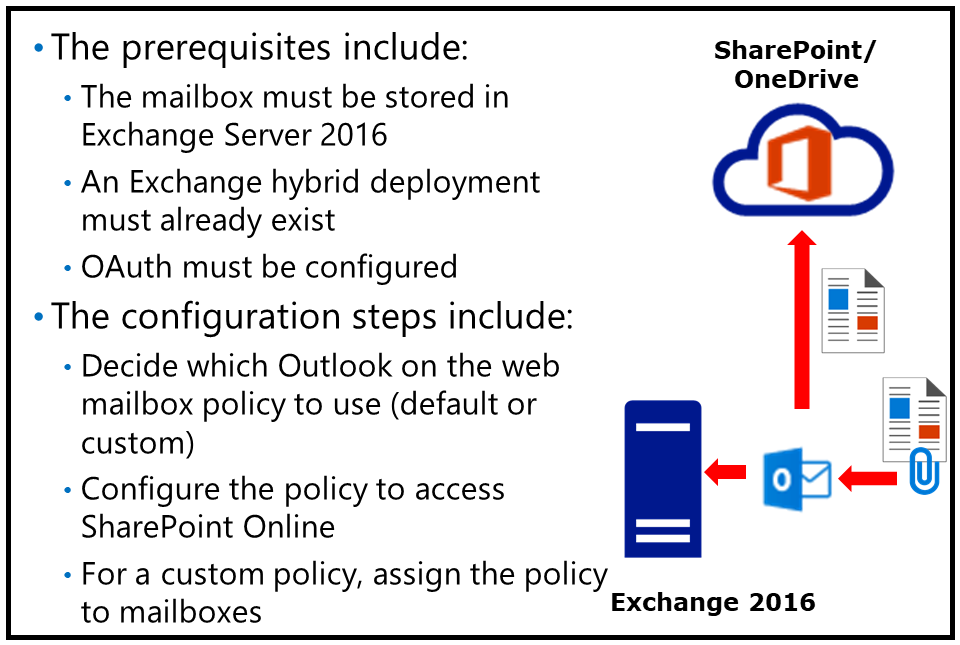 • The prerequisites include:
• The mailbox must be stored in
Exchange Server 2016
• An Exchange hybrid deployment
must already exist
• OAuth must be configured
• The configuration steps include:
• Decide which Outlook on the web
mailbox policy to use (default or
custom)
• Configure the policy to access
SharePoint Online
• For a custom policy, assign the policy
to mailboxes
SharePoint/
OneDrive
O
Exchange 2016